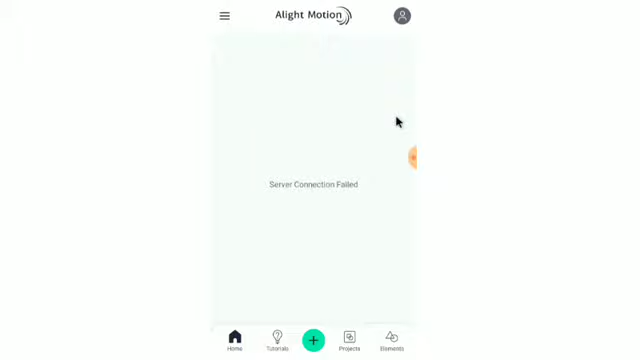 Alight Motion
Server Connection Failed
Home
Tutorials
Projects
Elements